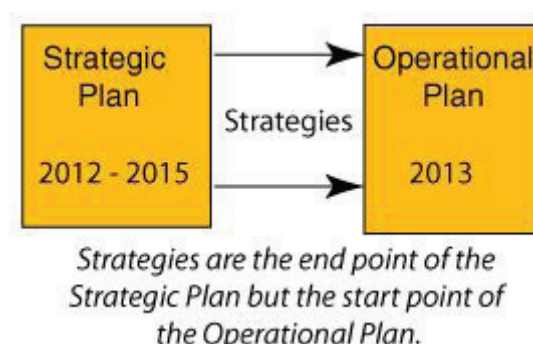 Strategic
Plan
2012 - 2015
Strategies
Operational
Plan
2013
Strategies are the end point of the
Strategic Plan but the start point of
the Operational Plan.